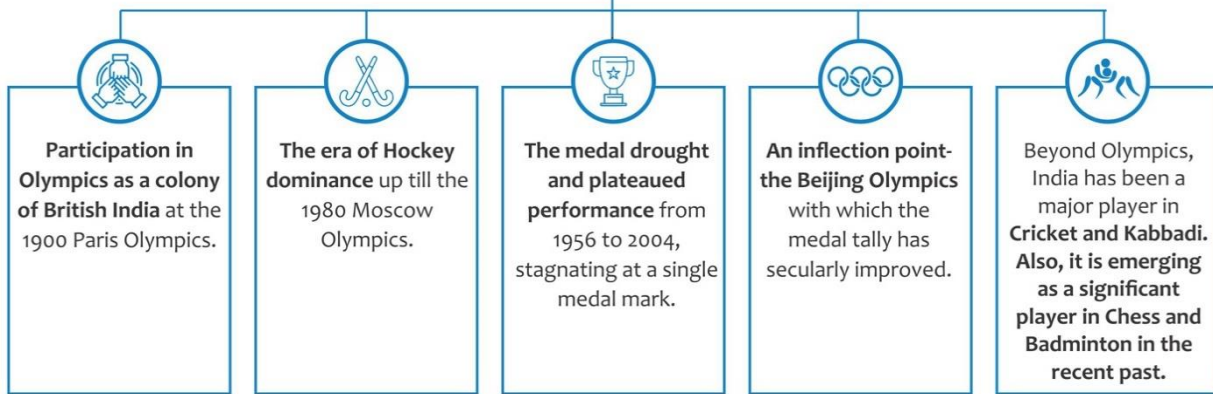 Participation in
Olympics as a colony
of British India at the
1900 Paris Olympics.
The era of Hockey
dominance up till the
1980 Moscow
Olympics.
The medal drought
and plateaued
performance from
1956 to 2004,
stagnating at a single
medal mark.
An inflection point-
the Beijing Olympics
with which the
medal tally has
secularly improved.
Beyond Olympics,
India has been a
major player in
Cricket and Kabbadi.
Also, it is emerging
as a significant
player in Chess and
Badminton in the
recent past.